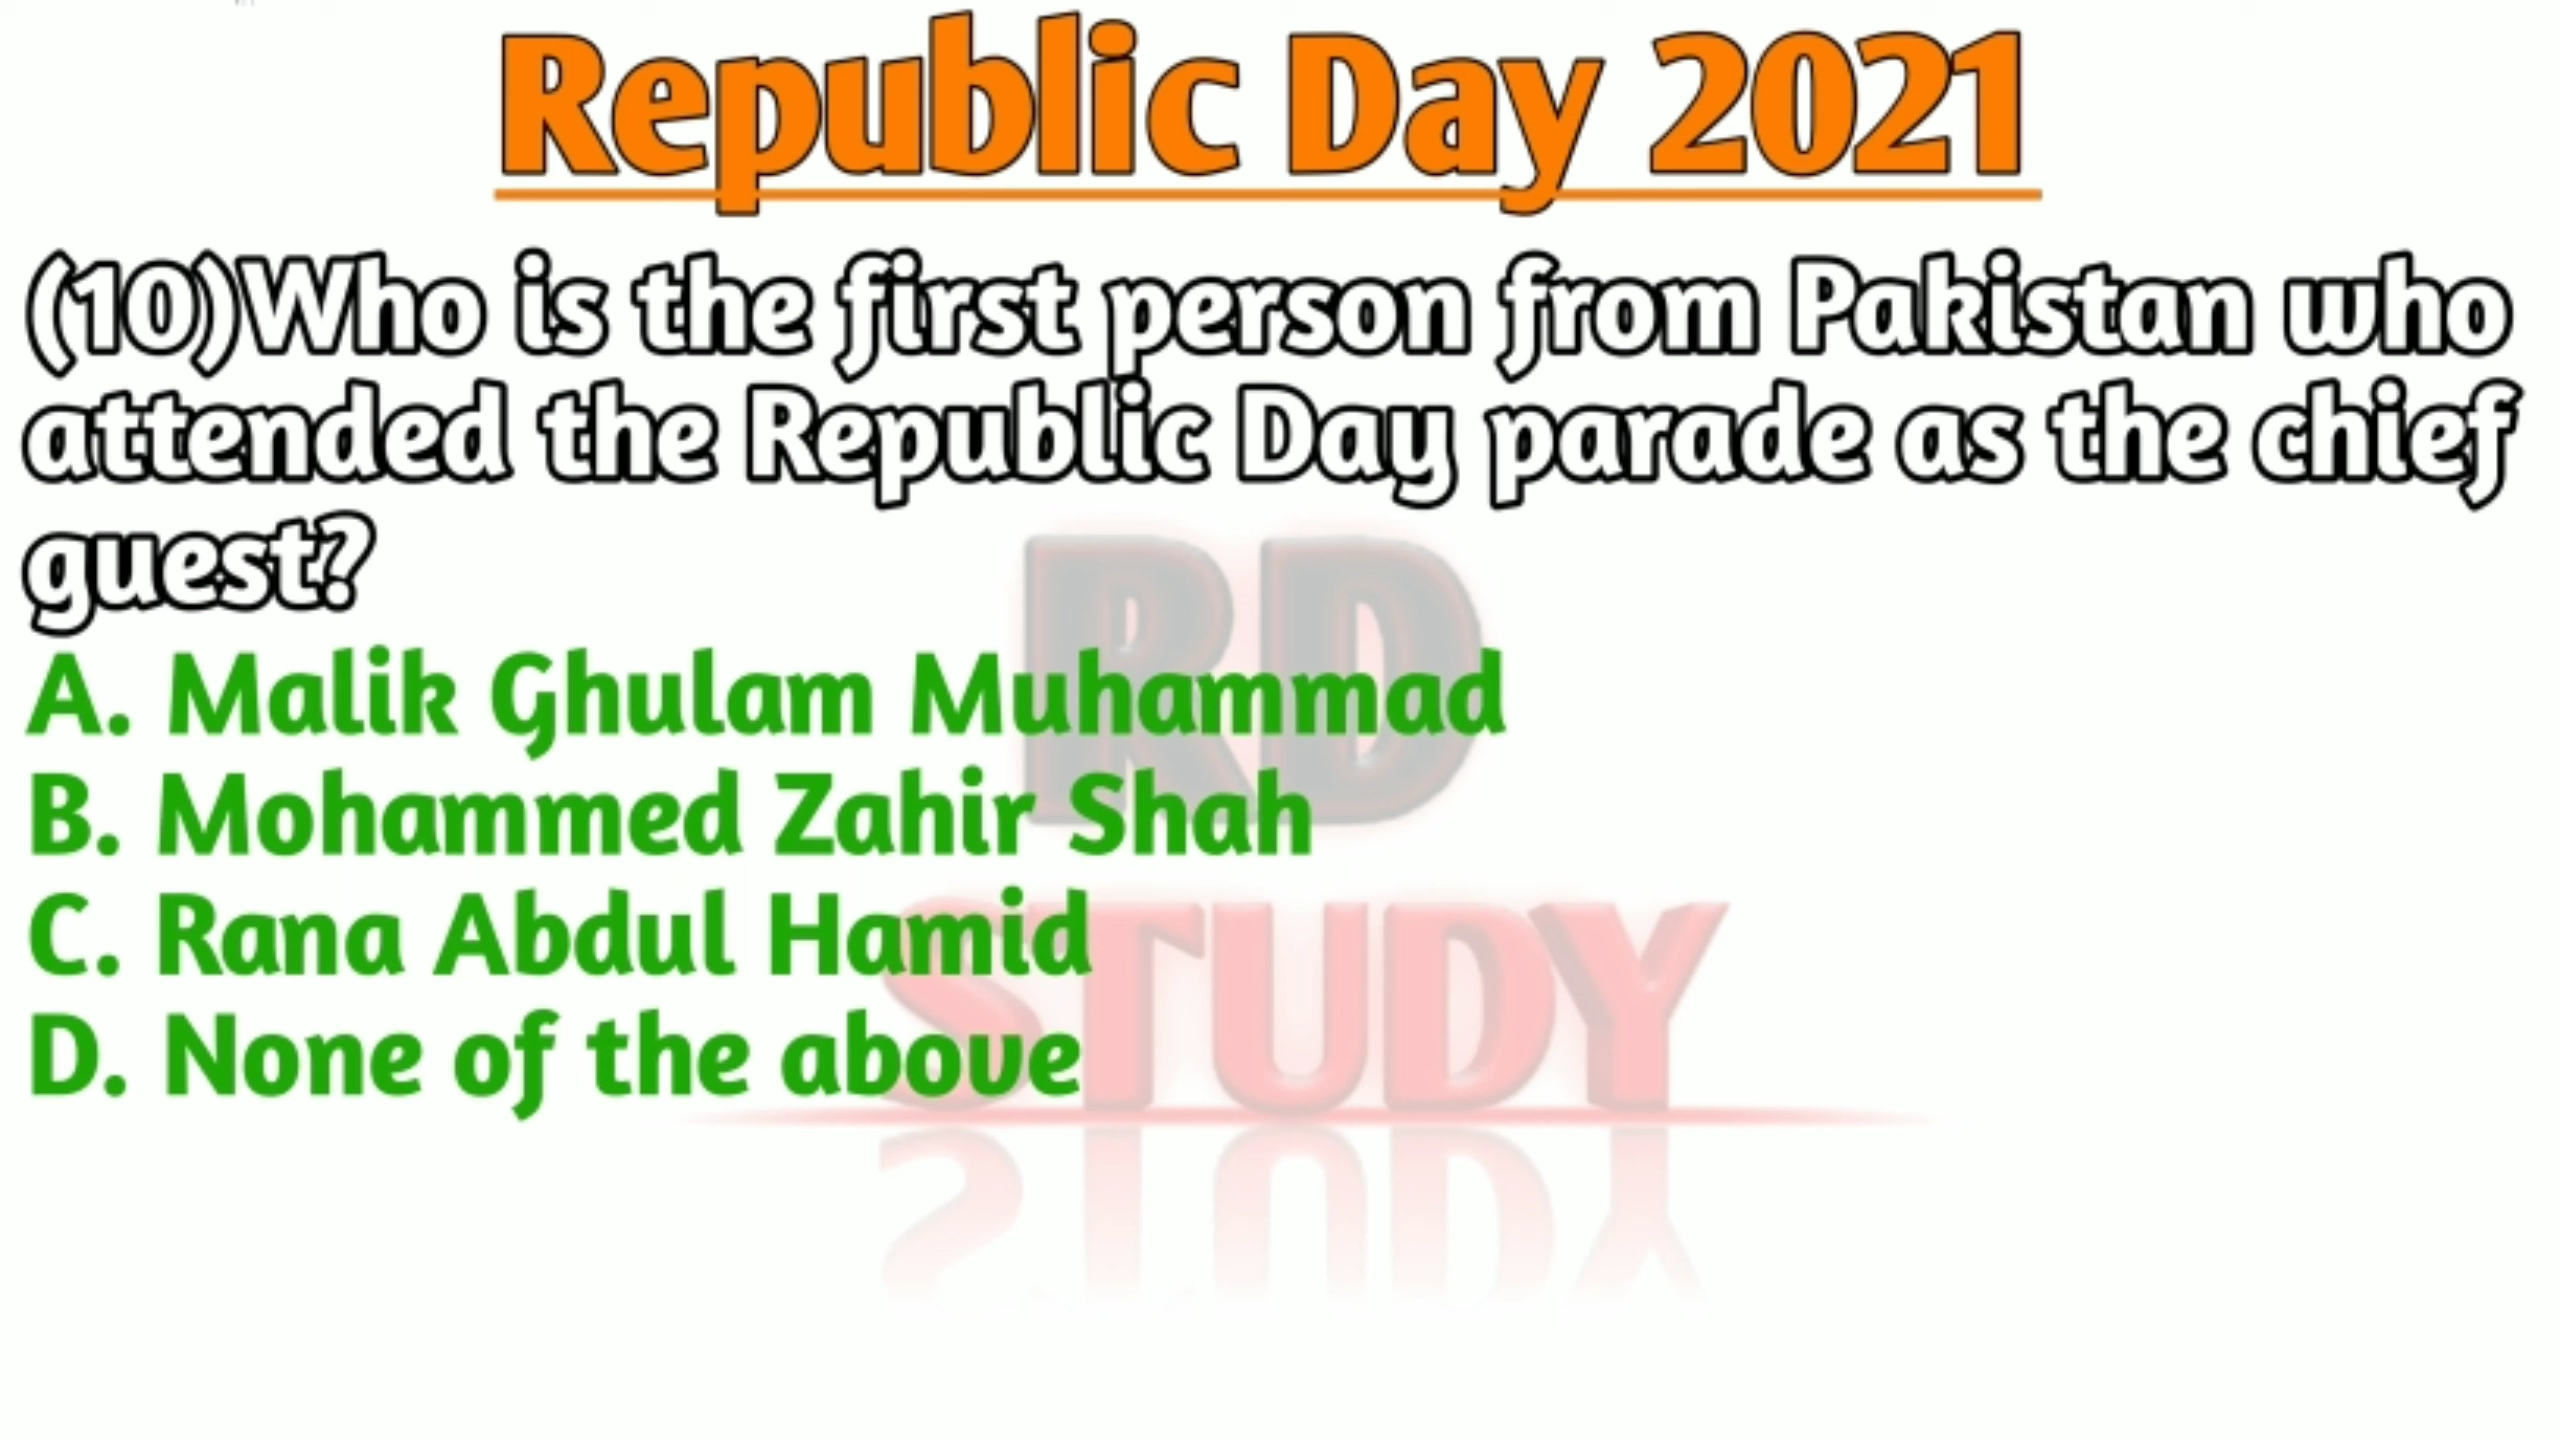 Republic Day 2021
(10)Who is the first person from Pakistan who
attended the Republic Day parade as the chief
guest?
A. Malik Ghulam Muhammad
B. Mohammed Zahir Shah
C. Rana Abdul Hamid
D. None of the above
RD
STUDY